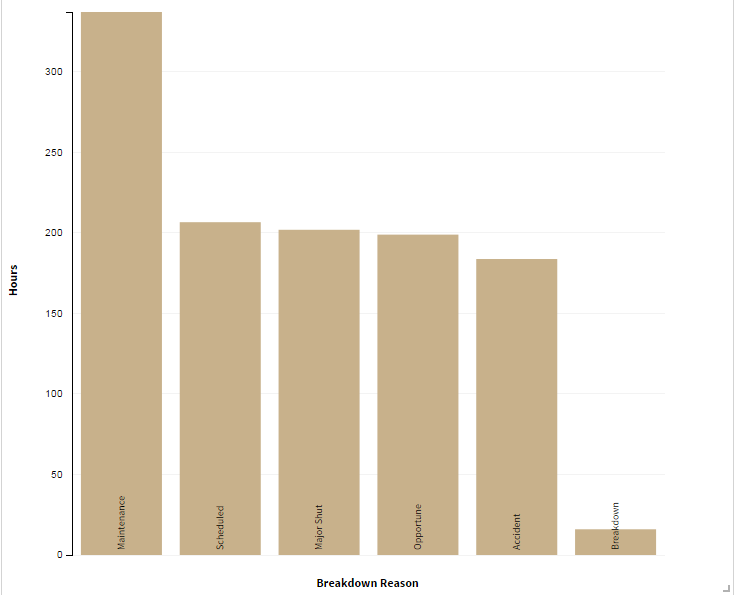 300
250
200
150
100
50
0
Hours
Maintenance
Scheduled
Major Shut
Opportune
Accident
Breakdown
Breakdown Reason